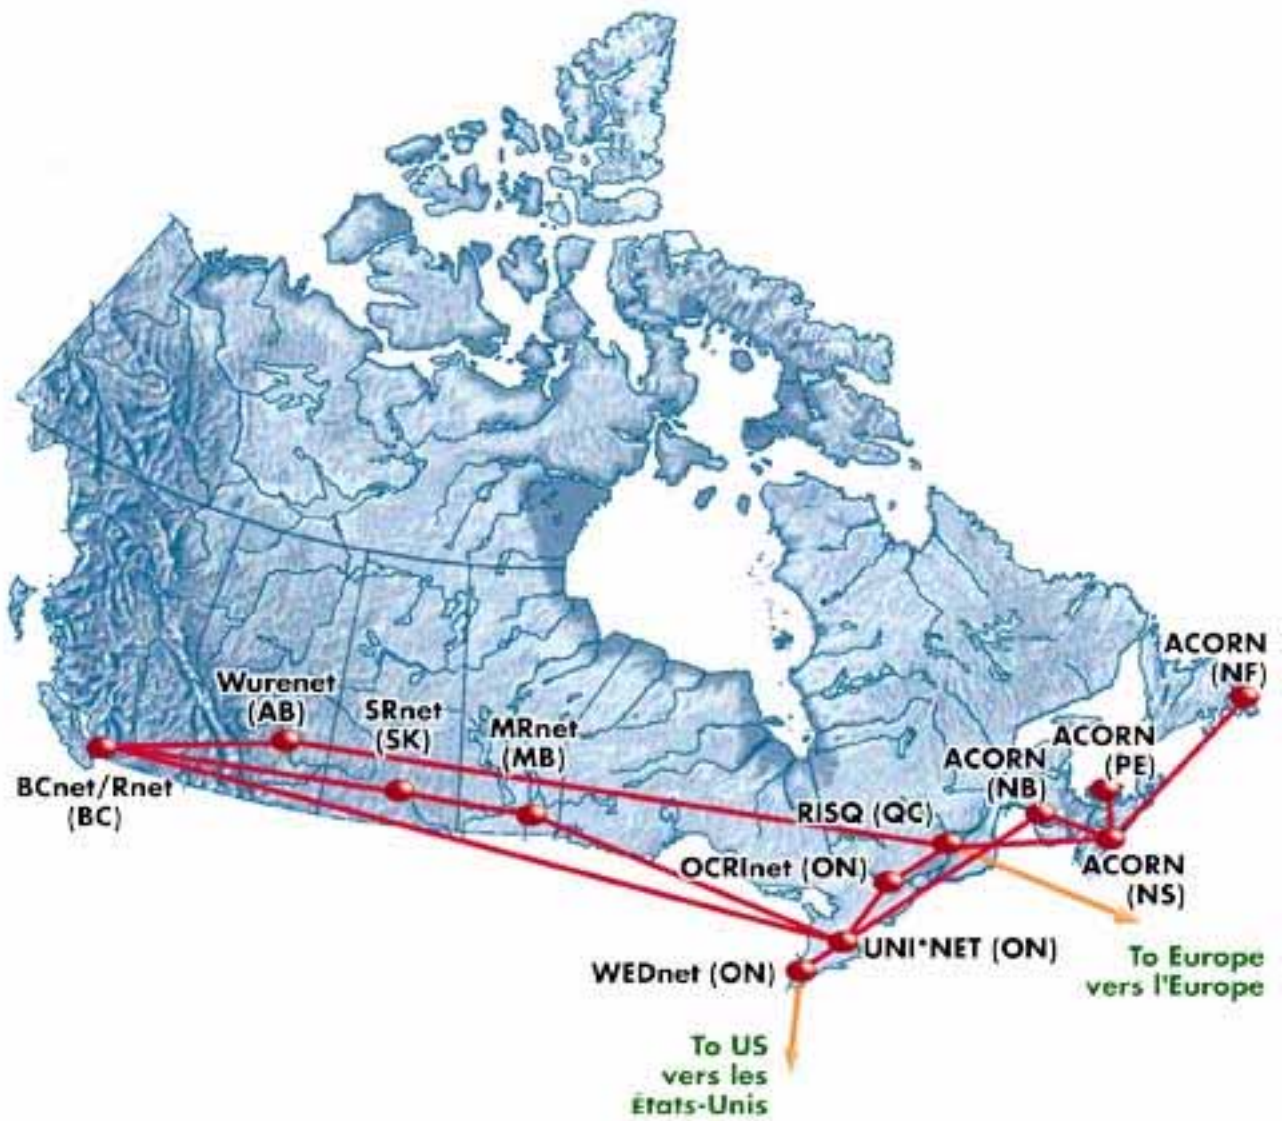 ACORN
(NF)
Wurenet
(AB)
SRnet
(SK)
MRnet
(MB)
ACORN
(PE)
ACORN
(NB)
BCnet/Rnet
(BC)
RISQ (QC)
OCRInet (ON)
ACORN
(NS)
UNI*NET (ON)
WEDnet (ON)
To Europe
vers l'Europe
To US
vers les
États-Unis